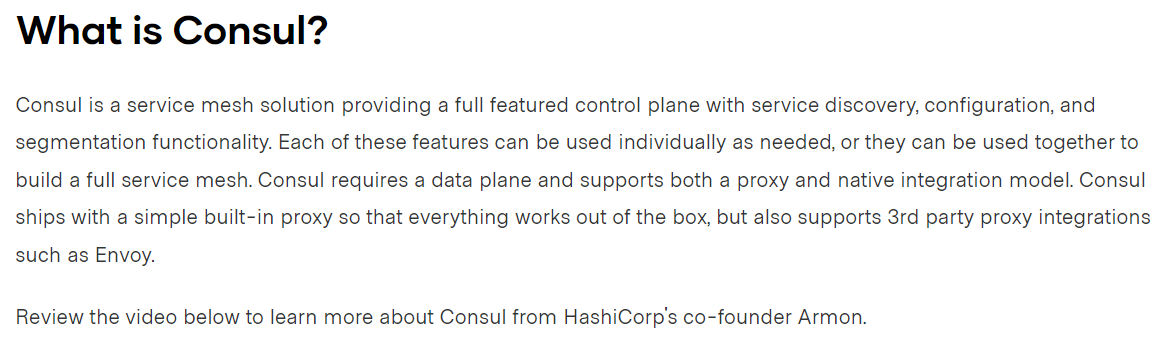 What is Consul?
Consul is a service mesh solution providing a full featured control plane with service discovery, configuration, and
segmentation functionality. Each of these features can be used individually as needed, or they can be used together to
build a full service mesh. Consul requires a data plane and supports both a proxy and native integration model. Consul
ships with a simple built-in proxy so that everything works out of the box, but also supports 3rd party proxy integrations
such as Envoy.
Review the video below to learn more about Consul from HashiCorp's co-founder Armon.